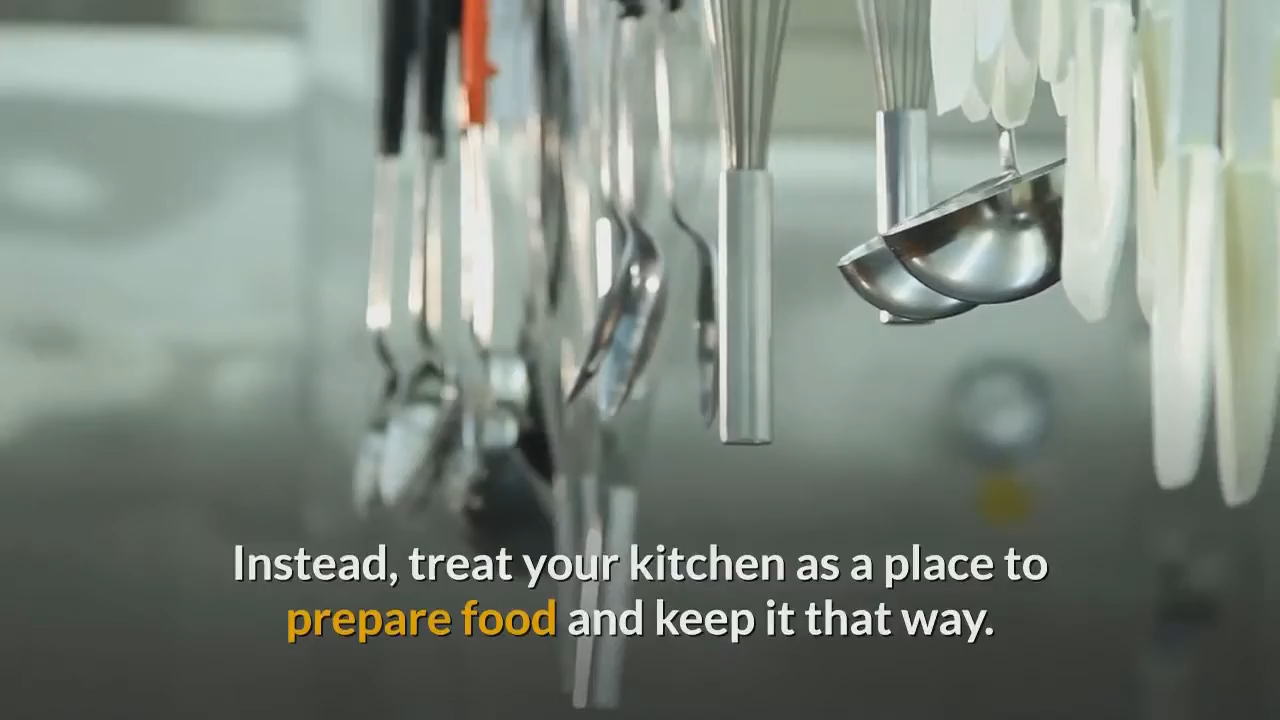 Instead, treat your kitchen as a place to
prepare food and keep it that way.